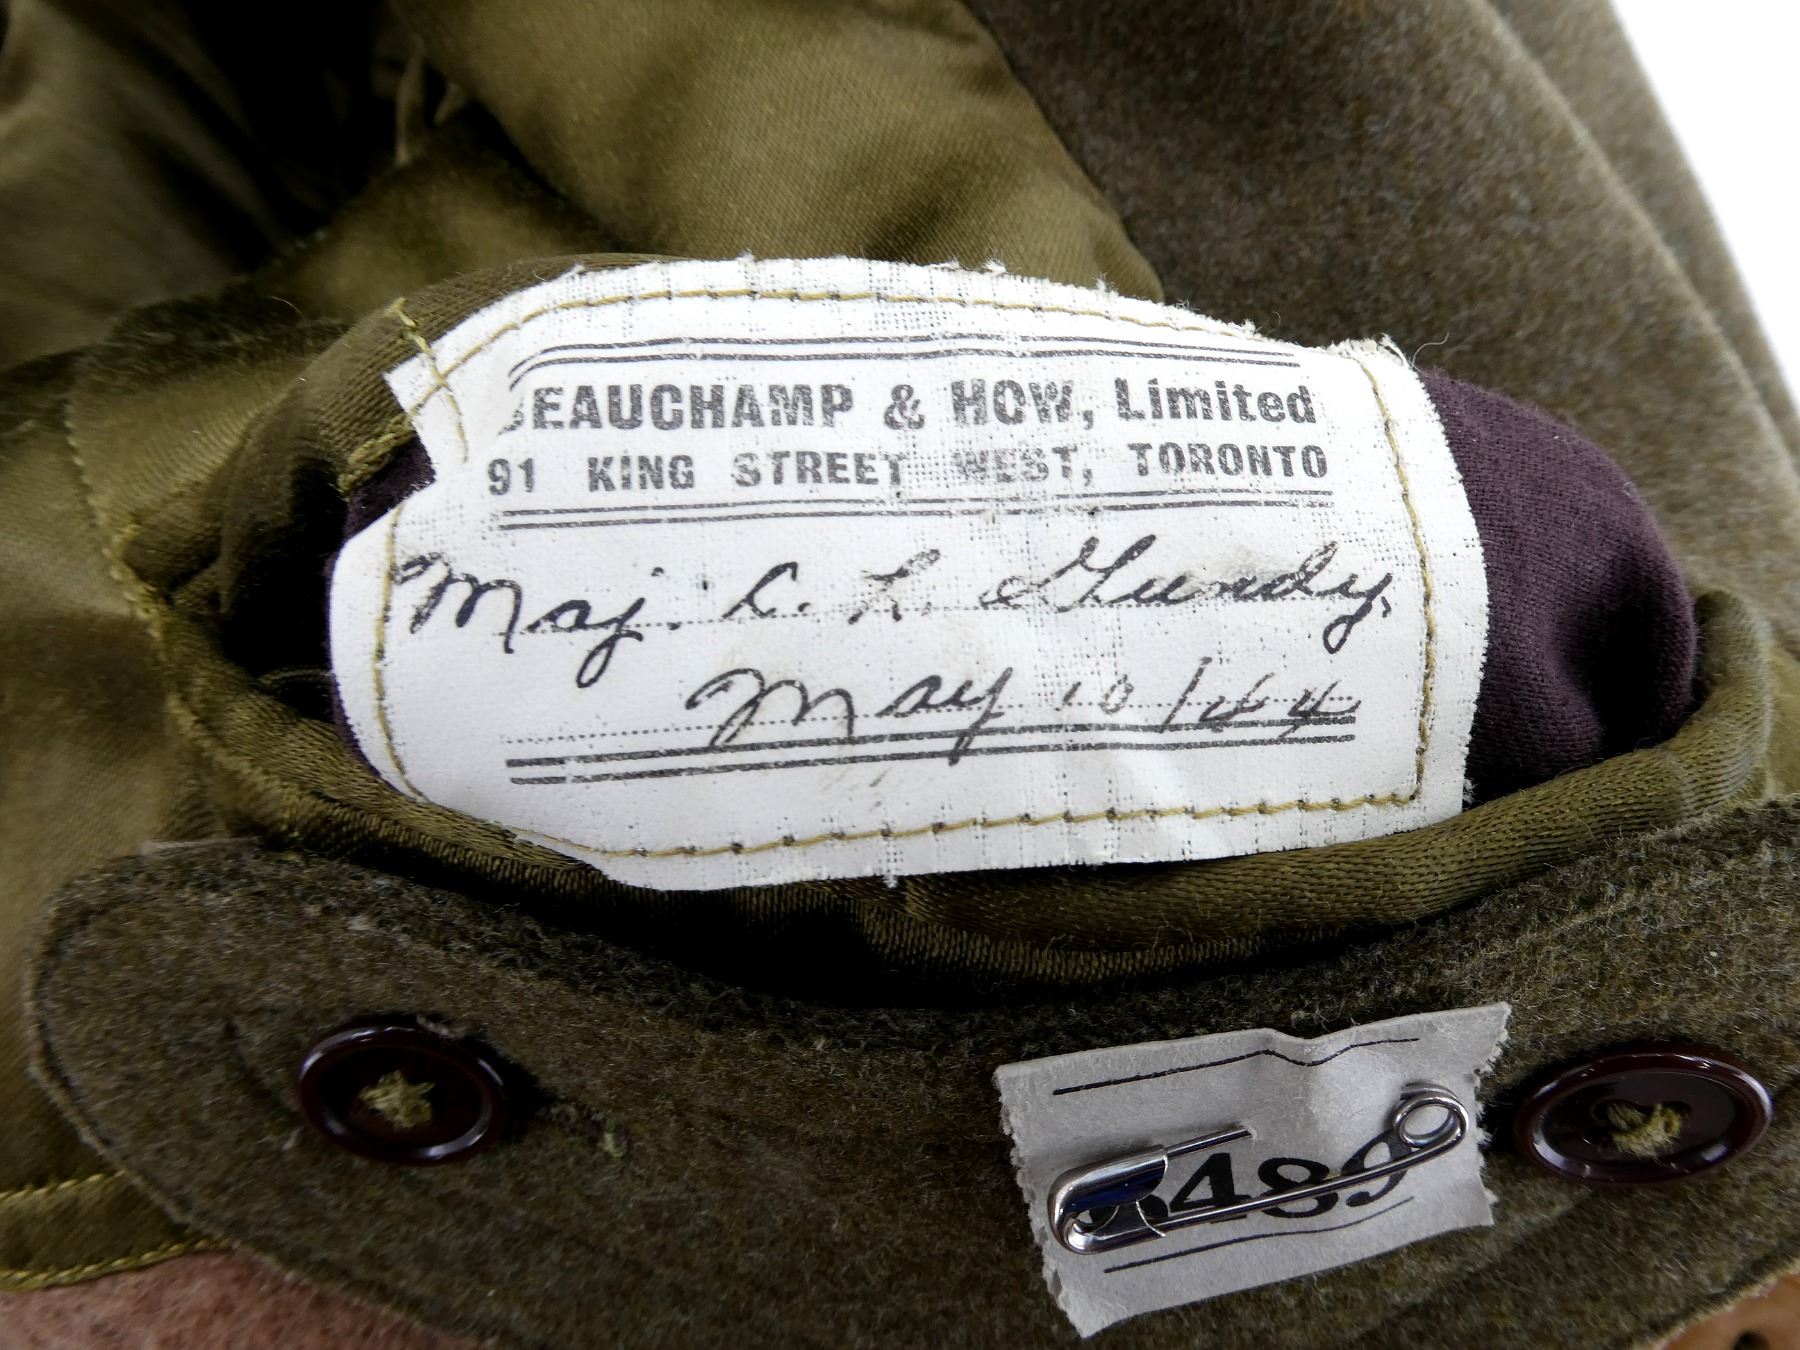 BEAUCHAMP & HOW, Limited
91 KING STREET WEST, TORONTO
Maj. C. L. Gundy.
May 10/44
489